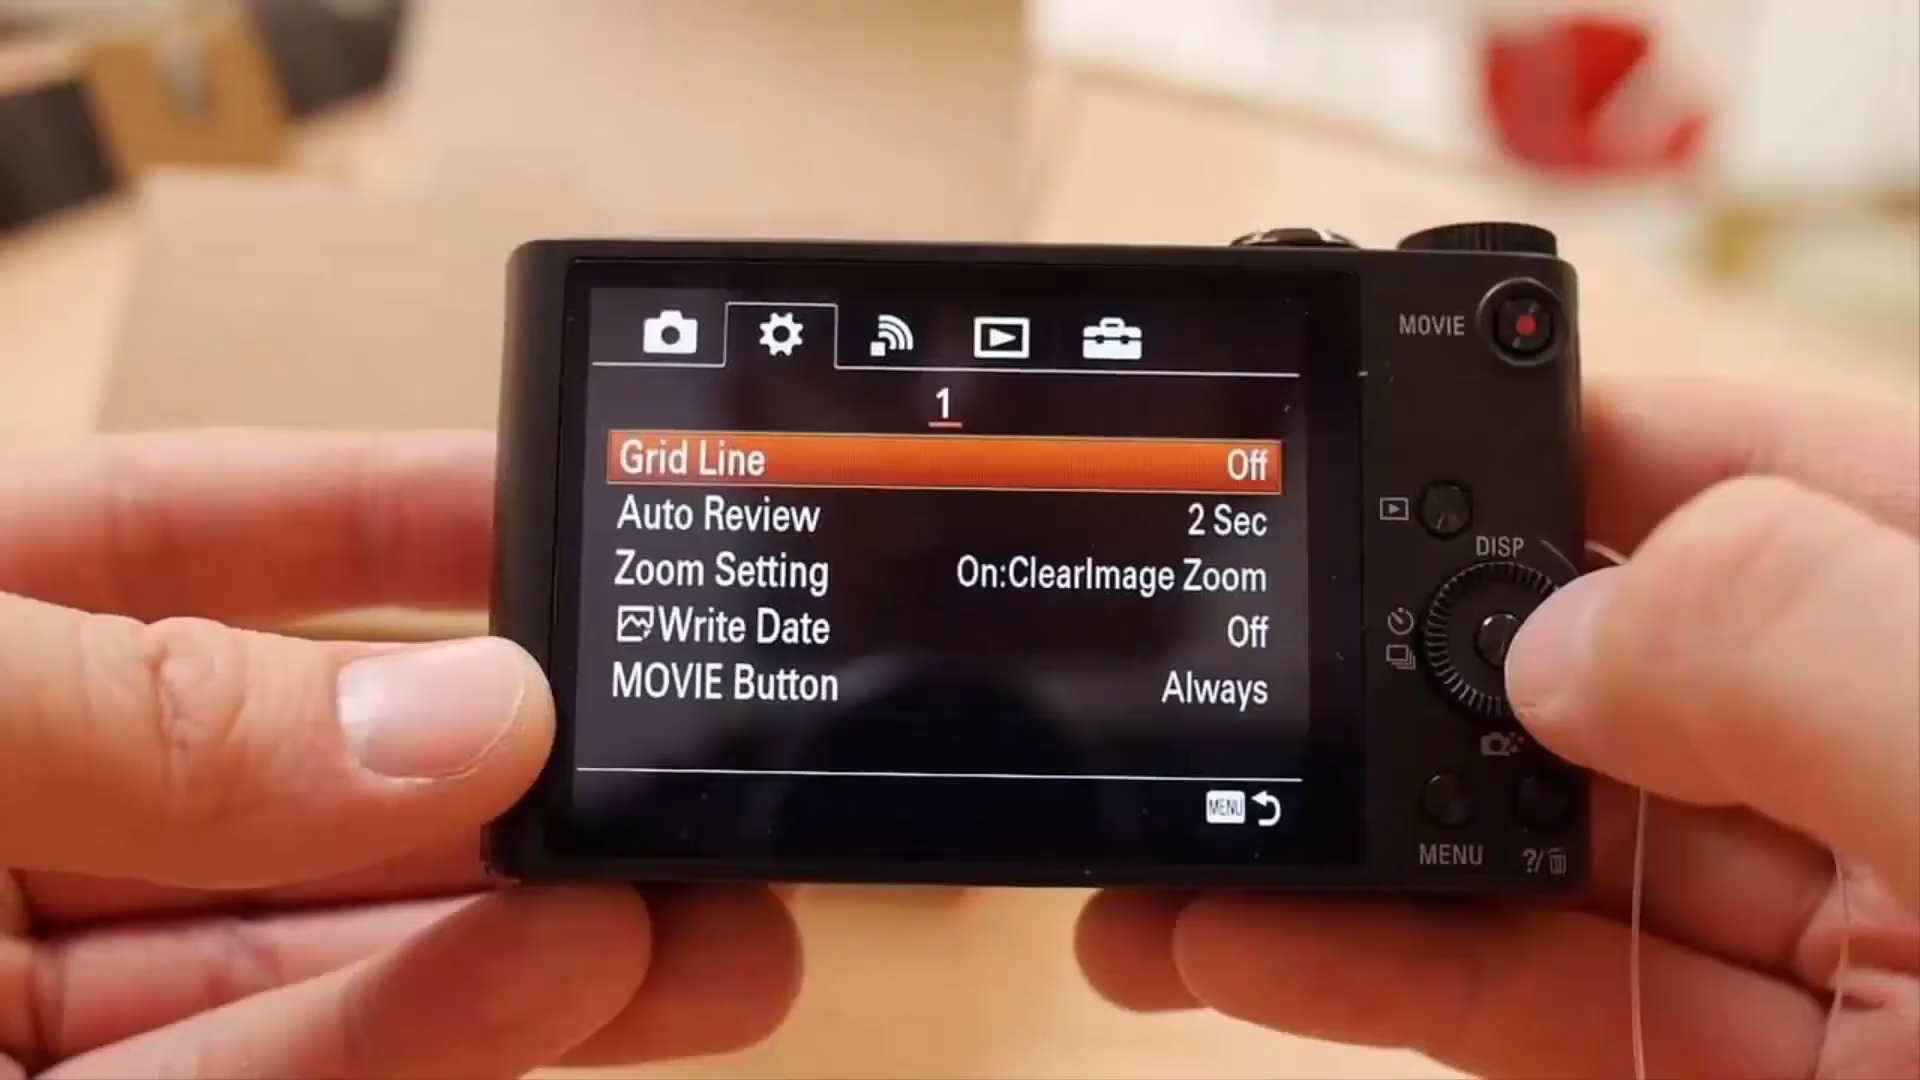 MOVIE
1
Grid Line Off
Auto Review 2 Sec
Zoom Setting On:ClearImage Zoom
Write Date Off
MOVIE Button Always
MENU
DISP
MENU
?/